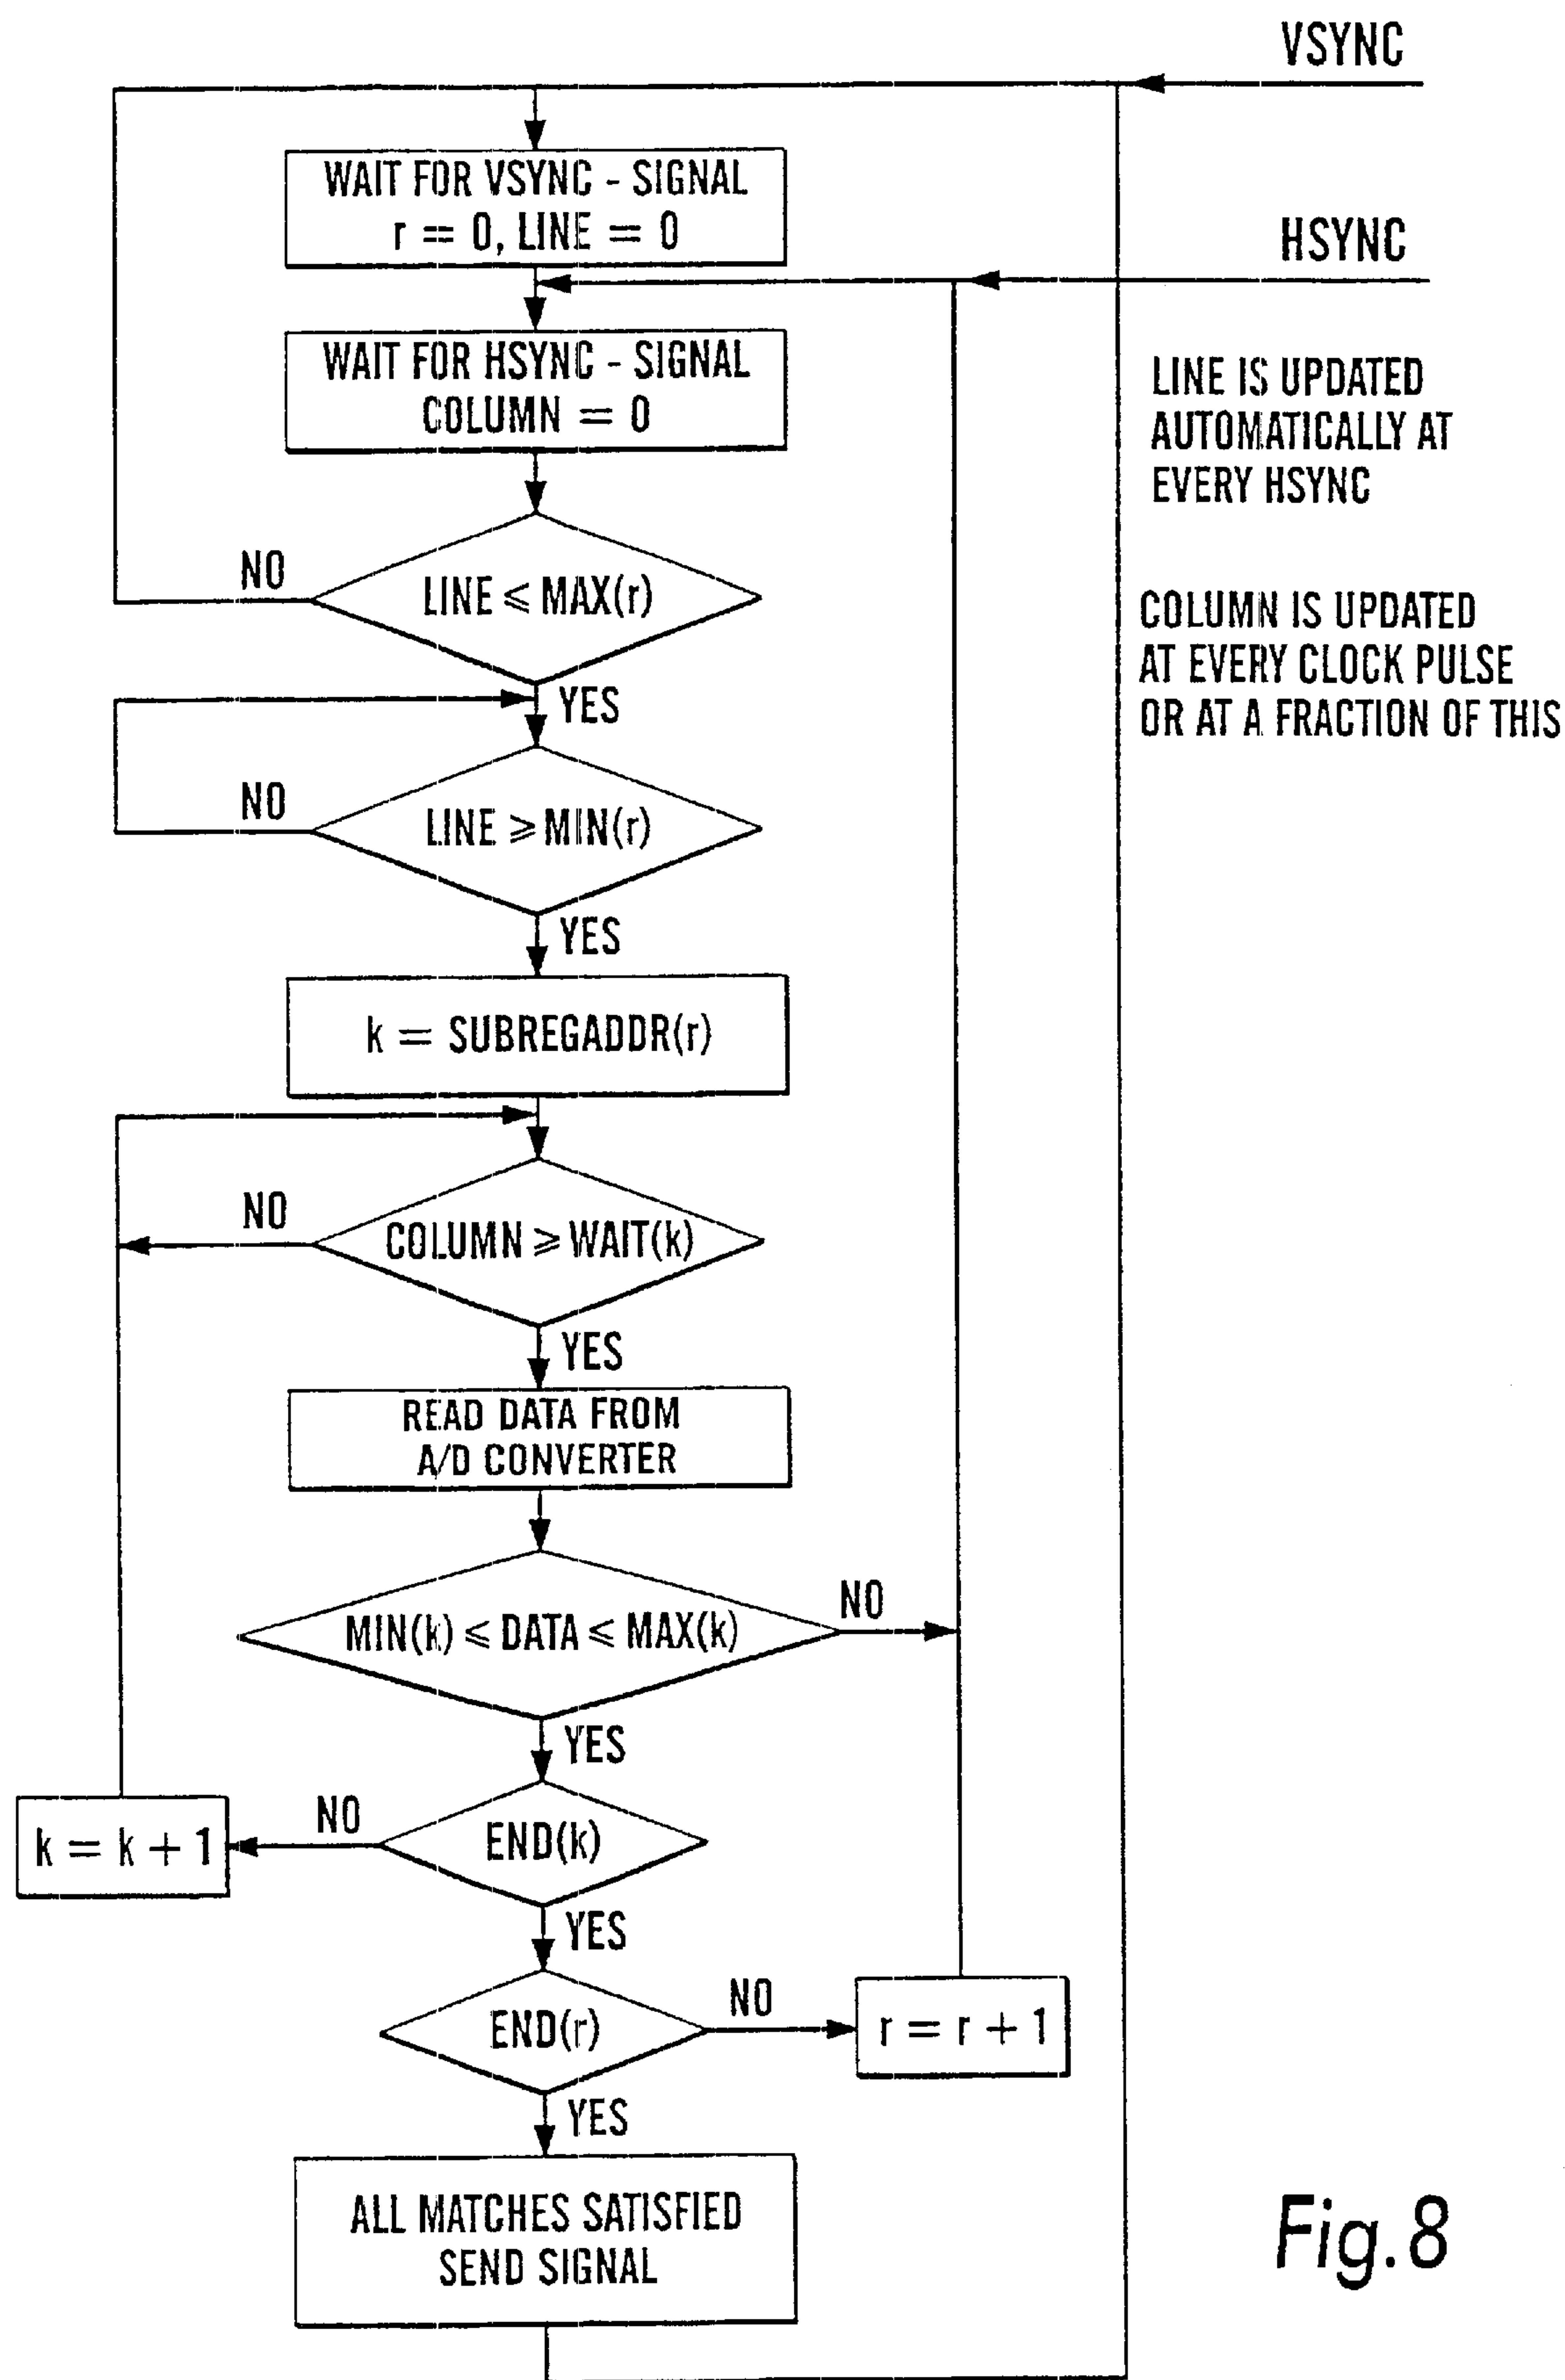 VSYNC
WAIT FOR VSYNC - SIGNAL
r = 0, LINE = 0
HSYNC
WAIT FOR HSYNC - SIGNAL
COLUMN = 0
LINE IS UPDATED
AUTOMATICALLY AT
EVERY HSYNC
NO
LINE ⩽ MAX(r)
COLUMN IS UPDATED
AT EVERY CLOCK PULSE
OR AT A FRACTION OF THIS
YES
NO
LINE ⩾ MIN(r)
YES
k = SUBREGADDR(r)
NO
COLUMN ⩾ WAIT(k)
YES
READ DATA FROM
A/D CONVERTER
NO
MIN(k) ⩽ DATA ⩽ MAX(k)
YES
NO
k = k + 1
END(k)
YES
NO
END(r)
r = r + 1
YES
ALL MATCHES SATISFIED
SEND SIGNAL
Fig.8